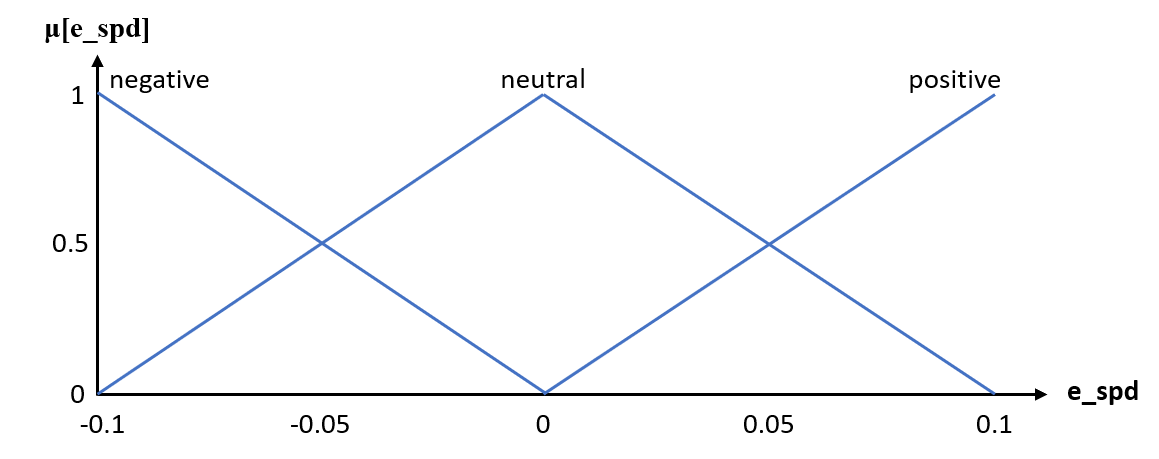 μ[e_spd]
negative
neutral
positive
1
0.5
0
e_spd
-0.1
-0.05
0
0.05
0.1